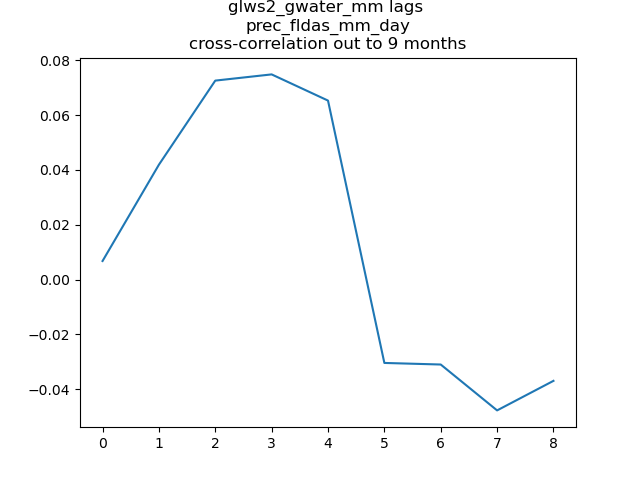 glws2_gwater_mm lags
prec_fldas_mm_day
cross-correlation out to 9 months
0.08
0.06
0.04
0.02
0.00
−0.02
−0.04
0 1 2 3 4 5 6 7 8